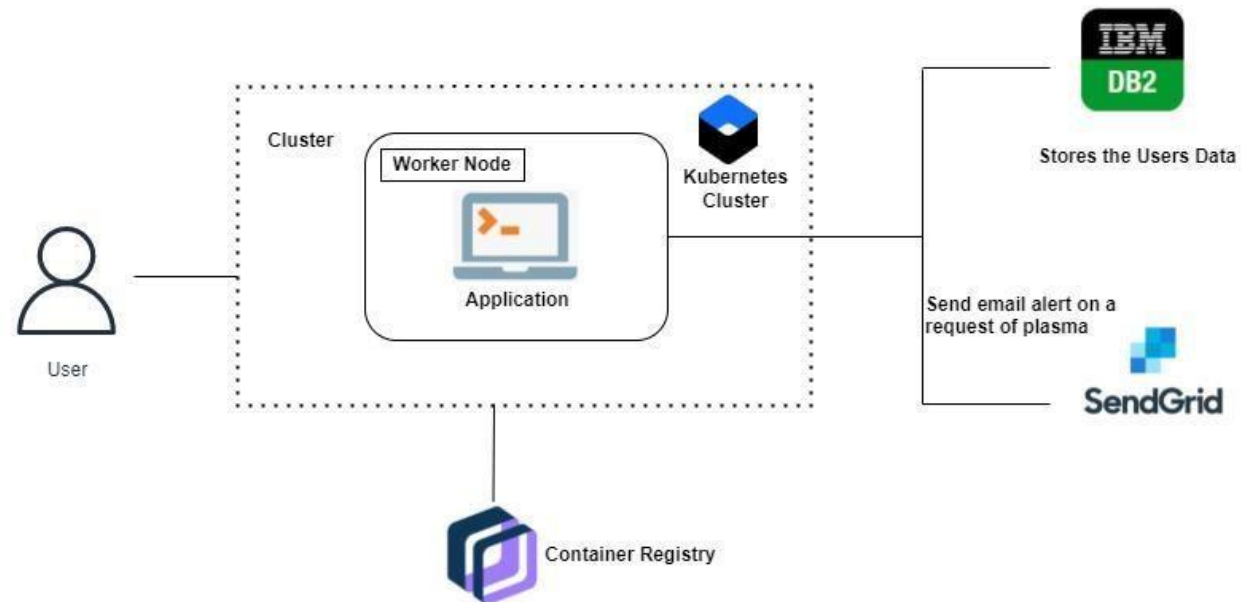 IBM
DB2
Stores the Users Data
Cluster
Worker Node
Kubernetes
Cluster
Application
User
Send email alert on a
request of plasma
SendGrid
Container Registry